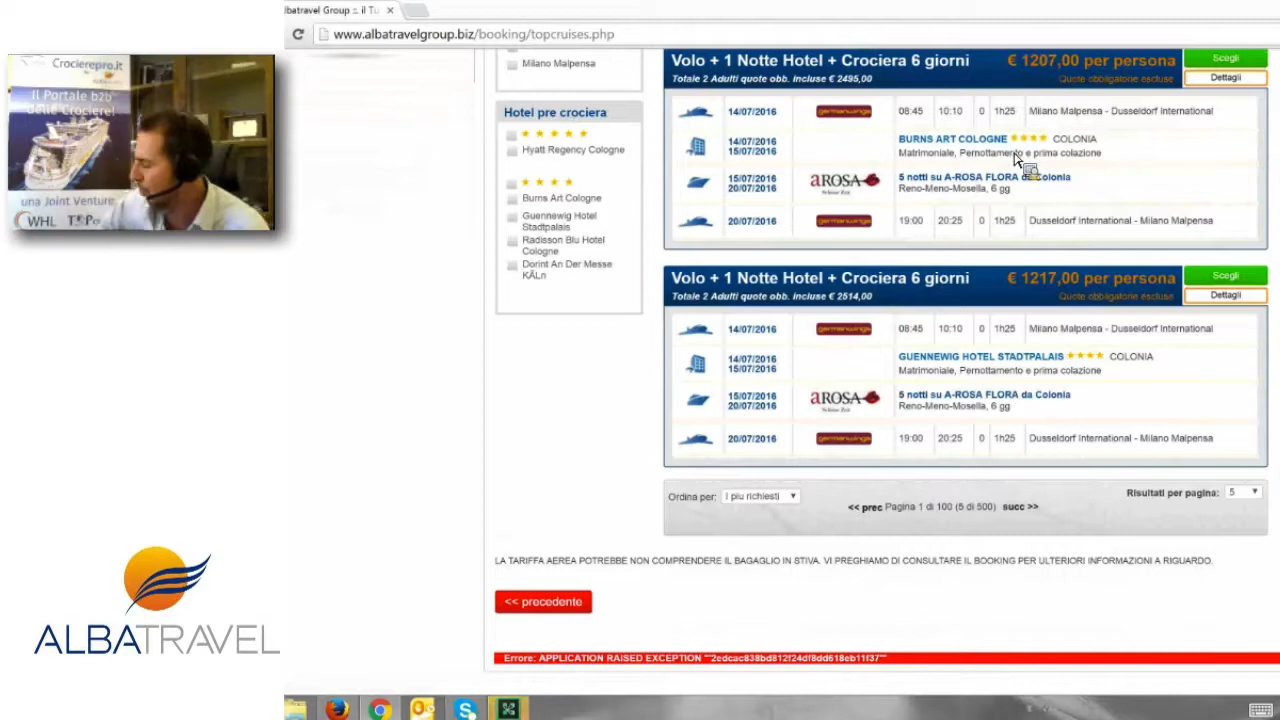 lbatravel Group :: il Tu
www.albatravelgroup.biz/booking/topcruises.php
Crocierepro.it
Il Portale b2b
delle Crociere!
una Joint Venture
WHL
Milano Malpensa
Hotel pre crociera
Hyatt Regency Cologne
Burns Art Cologne
Guennewig Hotel
Stadtpalais
Radisson Blu Hotel
Cologne
Dorint An Der Messe
Volo + 1 Notte Hotel + Crociera 6 giorni € 1207,00 per persona Scegli
Totale 2 Adulti quote obb. incluse € 2495,00 Quote obbligatorie escluse Dettagli
14/07/2016 germanwings 08:45 10:10 0 1h25 Milano Malpensa - Dusseldorf International
14/07/2016 BURNS ART COLOGNE ★★★★ COLONIA
15/07/2016 Matrimoniale, Pernottamento e prima colazione
15/07/2016 aROSA 5 notti su A-ROSA FLORA da Colonia
20/07/2016 Reno-Meno-Mosella, 6 gg
20/07/2016 germanwings 19:00 20:25 0 1h25 Dusseldorf International - Milano Malpensa
Volo + 1 Notte Hotel + Crociera 6 giorni € 1217,00 per persona Scegli
Totale 2 Adulti quote obb. incluse € 2514,00 Quote obbligatorie escluse Dettagli
14/07/2016 germanwings 08:45 10:10 0 1h25 Milano Malpensa - Dusseldorf International
14/07/2016 GUENNEWIG HOTEL STADTPALAIS ★★★★ COLONIA
15/07/2016 Matrimoniale, Pernottamento e prima colazione
15/07/2016 aROSA 5 notti su A-ROSA FLORA da Colonia
20/07/2016 Reno-Meno-Mosella, 6 gg
20/07/2016 germanwings 19:00 20:25 0 1h25 Dusseldorf International - Milano Malpensa
Ordina per: I piu richiesti << prec Pagina 1 di 100 (5 di 500) succ >> Risultati per pagina: 5
LA TARIFFA AEREA POTREBBE NON COMPRENDERE IL BAGAGLIO IN STIVA. VI PREGHIAMO DI CONSULTARE IL BOOKING PER ULTERIORI INFORMAZIONI A RIGUARDO.
<< precedente
Errore: APPLICATION RAISED EXCEPTION ""2edcac838bd812f24df8dd618eb11f37""
ALBATRAVEL